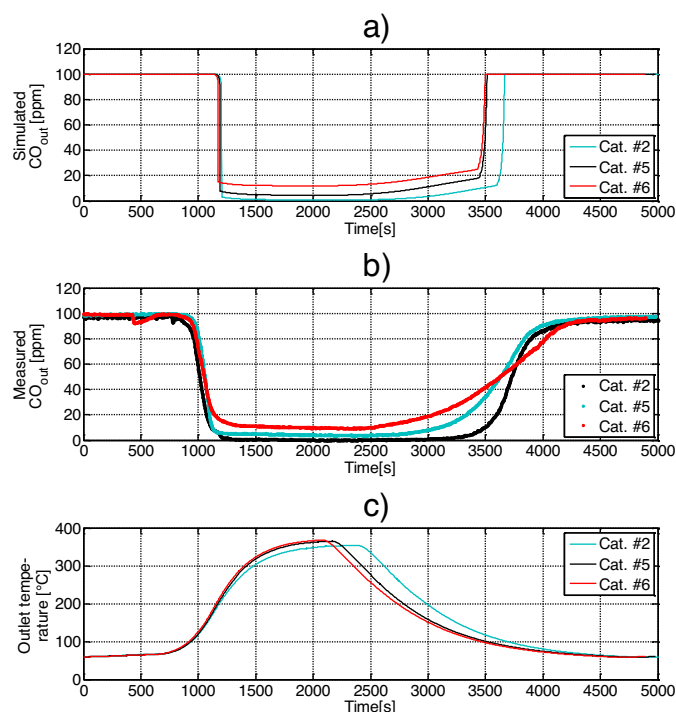 a)
120
100
80
60
40
20
0
Simulated
CO_out [ppm]
Cat. #2
Cat. #5
Cat. #6
0 500 1000 1500 2000 2500 3000 3500 4000 4500 5000
Time[s]
b)
120
100
80
60
40
20
0
Measured
CO_out [ppm]
Cat. #2
Cat. #5
Cat. #6
0 500 1000 1500 2000 2500 3000 3500 4000 4500 5000
Time[s]
c)
400
300
200
100
0
Outlet tempe-
rature [°C]
Cat. #2
Cat. #5
Cat. #6
0 500 1000 1500 2000 2500 3000 3500 4000 4500 5000
Time[s]